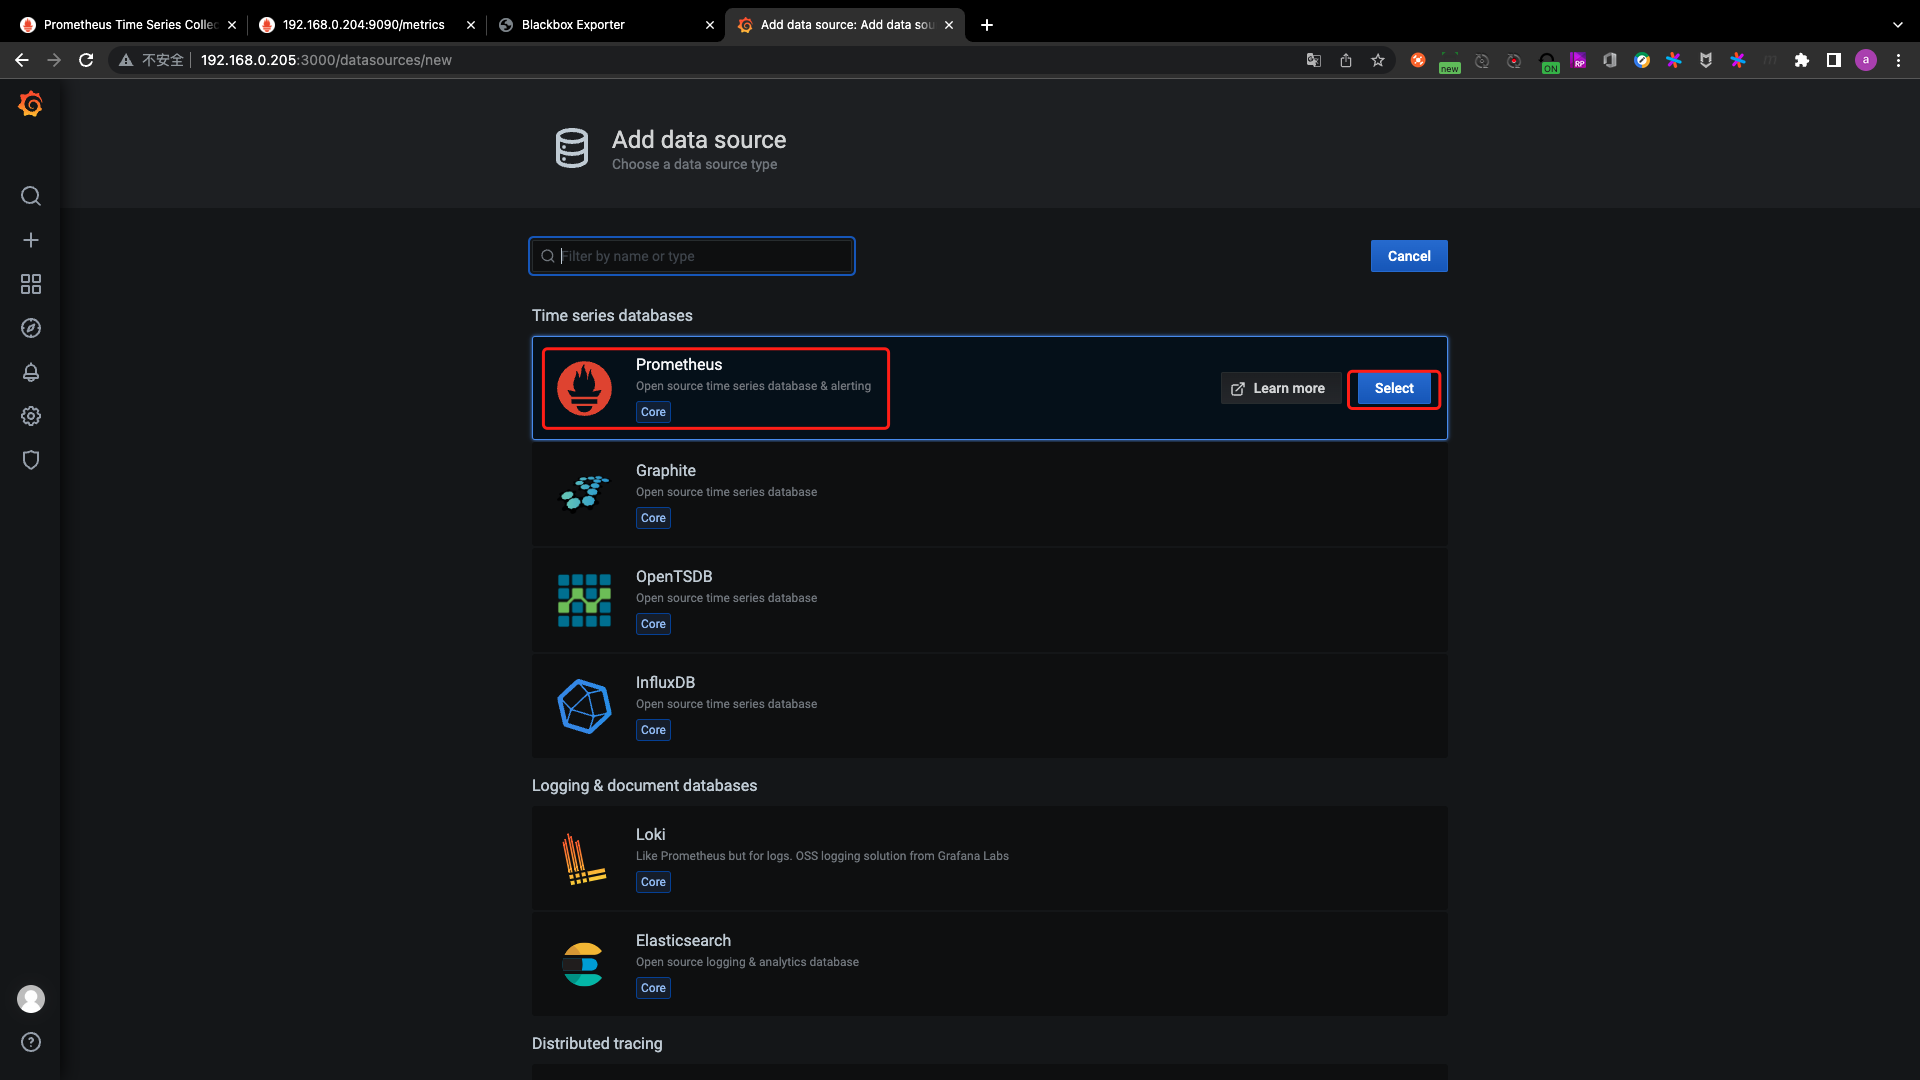 Prometheus Time Series Collec
192.168.0.204:9090/metrics
Blackbox Exporter
Add data source: Add data sou
不安全
192.168.0.205:3000/datasources/new
new
ON
RP
a
Add data source
Choose a data source type
Filter by name or type
Cancel
Time series databases
Prometheus
Open source time series database & alerting
Core
Learn more
Select
Graphite
Open source time series database
Core
OpenTSDB
Open source time series database
Core
InfluxDB
Open source time series database
Core
Logging & document databases
Loki
Like Prometheus but for logs. OSS logging solution from Grafana Labs
Core
Elasticsearch
Open source logging & analytics database
Core
Distributed tracing